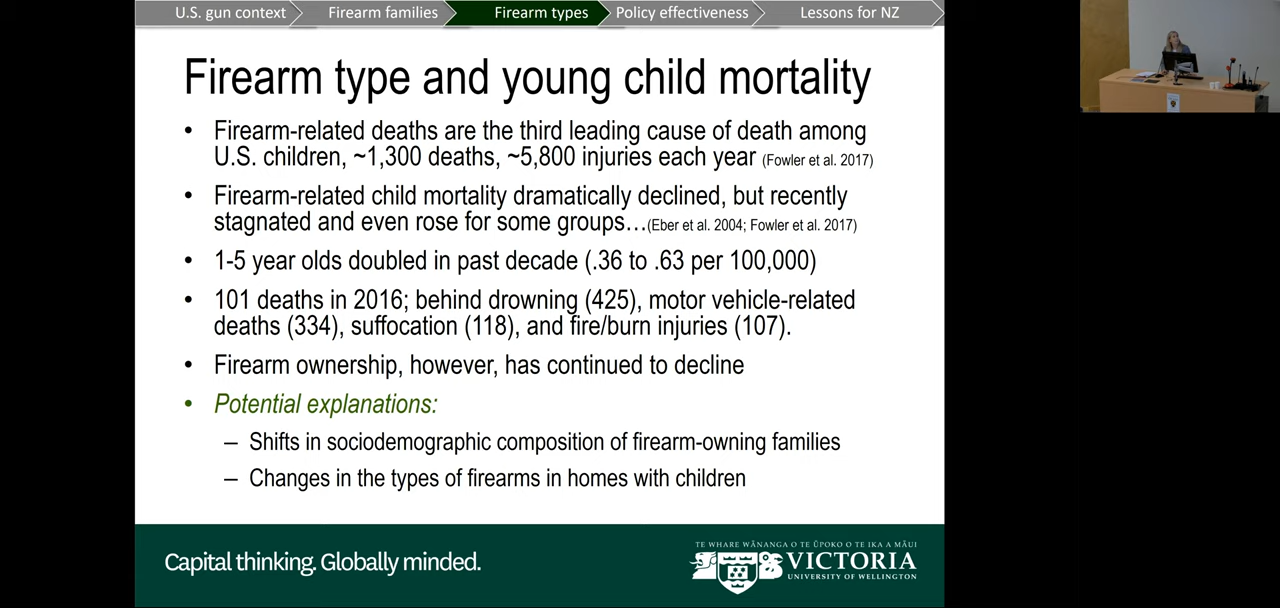 U.S. gun context
Firearm families
Firearm types
Policy effectiveness
Lessons for NZ
Firearm type and young child mortality
• Firearm-related deaths are the third leading cause of death among
U.S. children, ~1,300 deaths, ~5,800 injuries each year (Fowler et al. 2017)
• Firearm-related child mortality dramatically declined, but recently
stagnated and even rose for some groups…(Eber et al. 2004; Fowler et al. 2017)
• 1-5 year olds doubled in past decade (.36 to .63 per 100,000)
• 101 deaths in 2016; behind drowning (425), motor vehicle-related
deaths (334), suffocation (118), and fire/burn injuries (107).
• Firearm ownership, however, has continued to decline
• Potential explanations:
– Shifts in sociodemographic composition of firearm-owning families
– Changes in the types of firearms in homes with children
Capital thinking. Globally minded.
TE WHARE WĀNANGA O TE ŪPOKO O TE IKA A MĀUI
VICTORIA
UNIVERSITY OF WELLINGTON